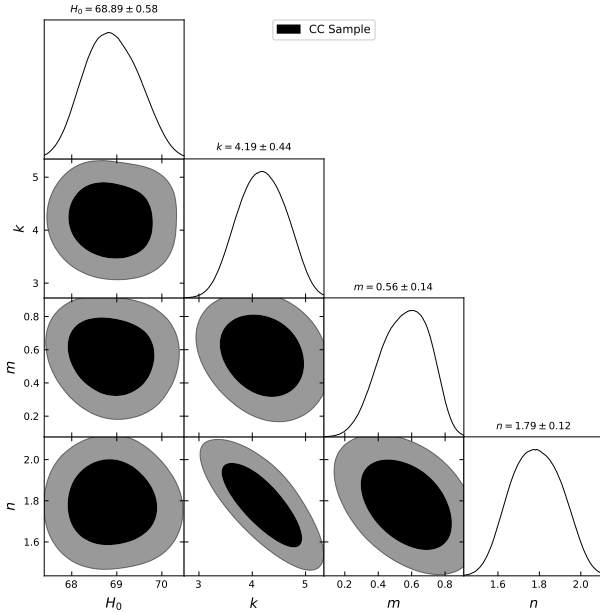 H₀ = 68.89 ± 0.58
CC Sample
k = 4.19 ± 0.44
5
4
3
k
m = 0.56 ± 0.14
0.8
0.6
0.4
0.2
m
n = 1.79 ± 0.12
2.0
1.8
1.6
n
68 69 70
3 4 5
0.2 0.4 0.6 0.8
1.6 1.8 2.0
H₀ k m n